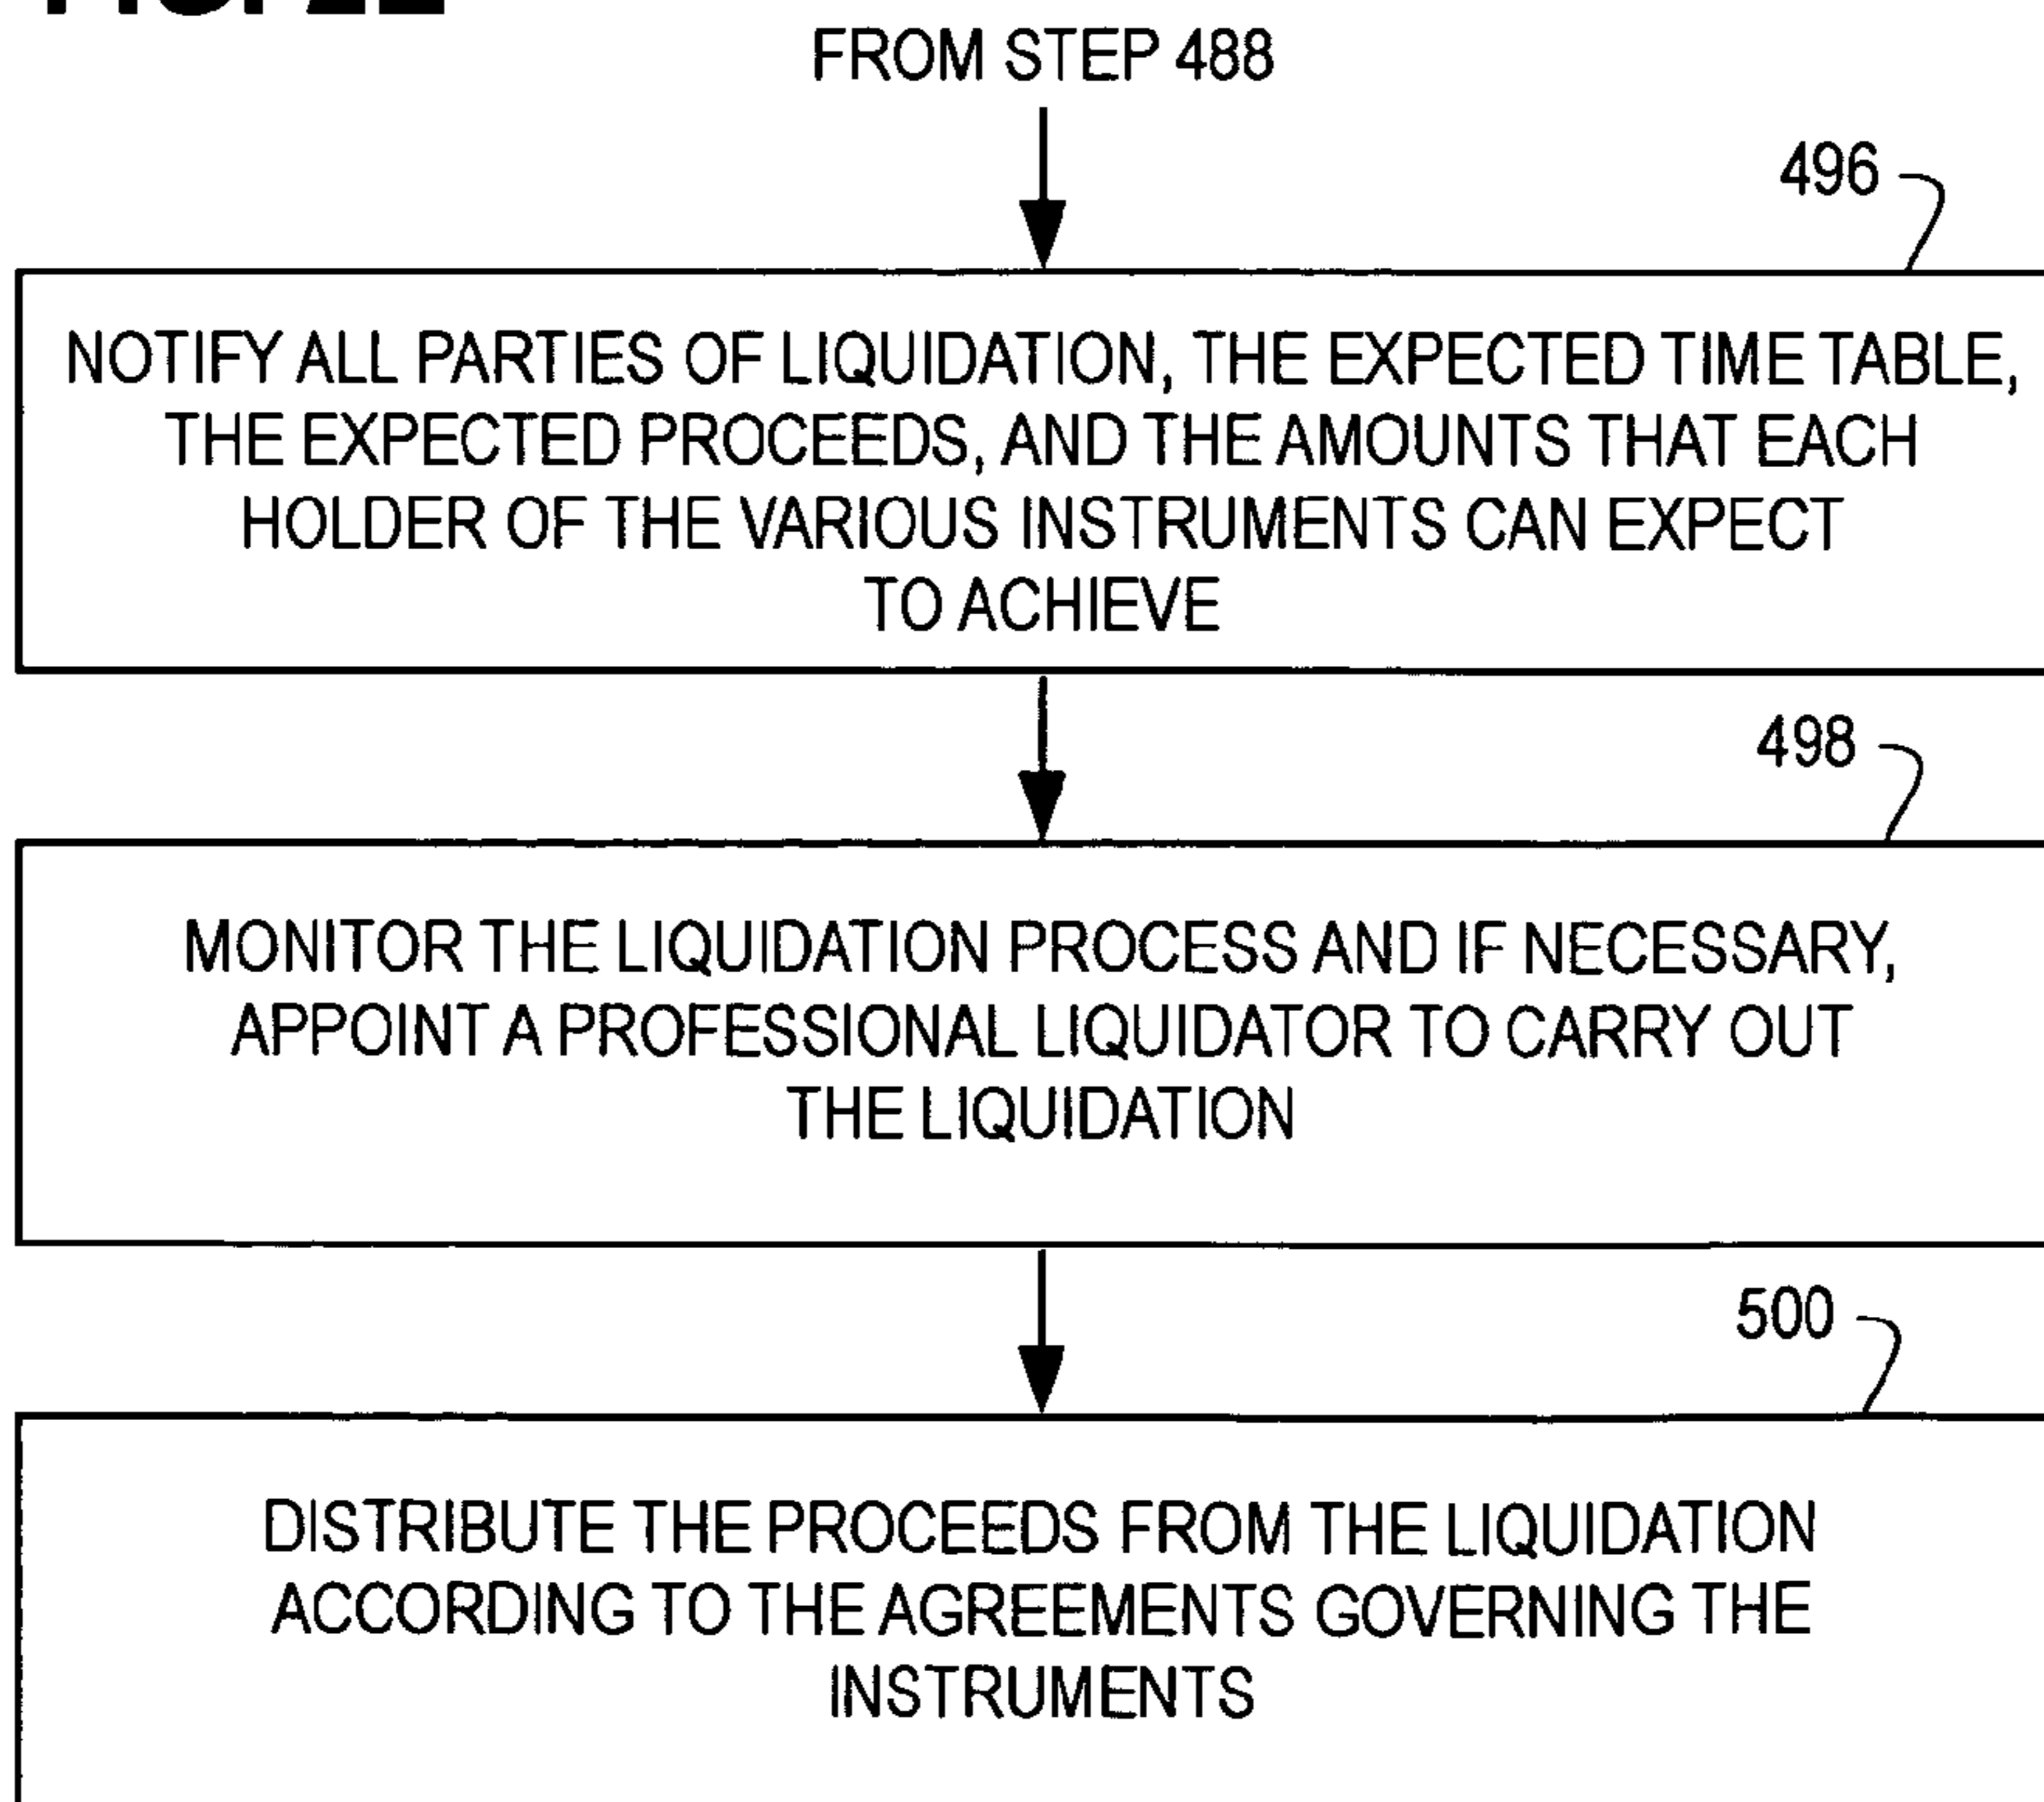 FROM STEP 488
496
NOTIFY ALL PARTIES OF LIQUIDATION, THE EXPECTED TIME TABLE,
THE EXPECTED PROCEEDS, AND THE AMOUNTS THAT EACH
HOLDER OF THE VARIOUS INSTRUMENTS CAN EXPECT
TO ACHIEVE
498
MONITOR THE LIQUIDATION PROCESS AND IF NECESSARY,
APPOINT A PROFESSIONAL LIQUIDATOR TO CARRY OUT
THE LIQUIDATION
500
DISTRIBUTE THE PROCEEDS FROM THE LIQUIDATION
ACCORDING TO THE AGREEMENTS GOVERNING THE
INSTRUMENTS